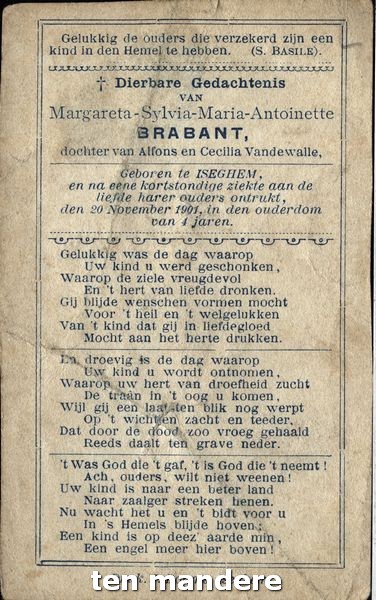 Gelukkig de ouders die verzekerd zijn een
kind in den Hemel te hebben. (S. BASILE).
† Dierbare Gedachtenis
VAN
Margareta-Sylvia-Maria-Antoinette
BRABANT,
dochter van Alfons en Cecilia Vandewalle,
Geboren te ISEGHEM,
en na eene kortstondige ziekte aan de
liefde harer ouders ontrukt,
den 20 November 1901, in den ouderdom
van 4 jaren.
Gelukkig was de dag waarop
Uw kind u werd geschonken,
Waarop de ziele vreugdevol
En 't hert van liefde dronken.
Gij blijde wenschen vormen mocht
Voor 't heil en 't welgelukken
Van 't kind dat gij in liefdegloed
Mocht aan het herte drukken.
En droevig is de dag waarop
Uw kind u wordt ontnomen,
Waarop uw hert van droefheid zucht
De traan in 't oog u komen,
Wijl gij een laatsten blik nog werpt
Op 't wichtjen zacht en teeder,
Dat door de dood zoo vroeg gehaald
Reeds daalt ten grave neder.
't Was God die 't gaf, 't is God die 't neemt!
Ach, ouders, wilt niet weenen!
Uw kind is naar een beter land
Naar zaalger streken henen.
Nu wacht het u en 't bidt voor u
In 's Hemels blijde hoven;
Een kind is op deez' aarde min,
Een engel meer hier boven!
ten mandere